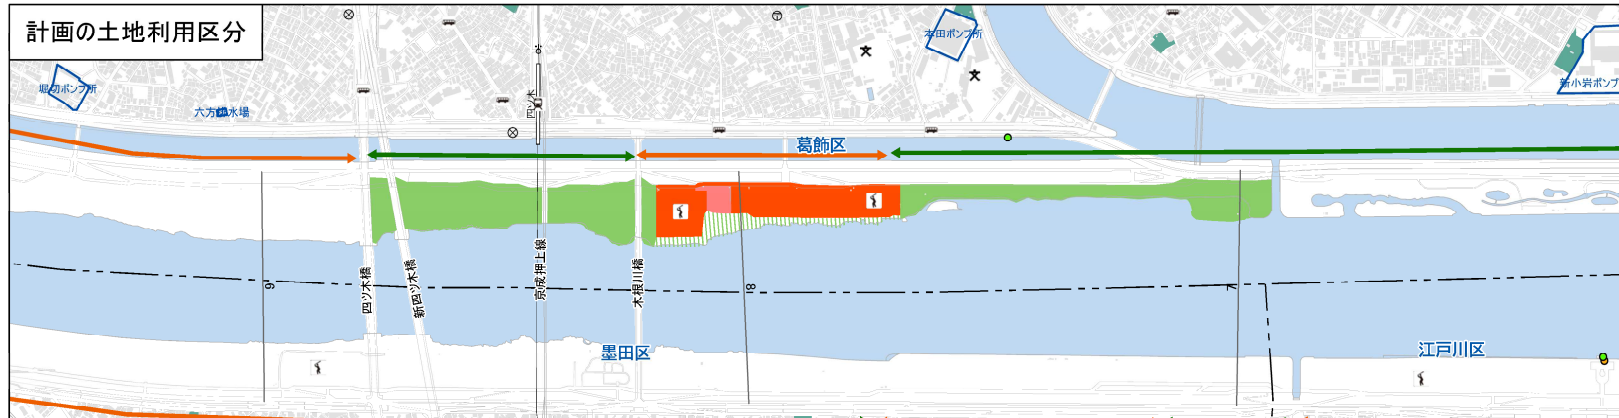 計画の土地利用区分
本田ポンプ所
堀切ポンプ所
新小岩ポンプ
六方 水場
四ツ木
葛飾区
四ツ木橋
新四ツ木橋
京成押上線
木根川橋
9
8
7
墨田区
江戸川区